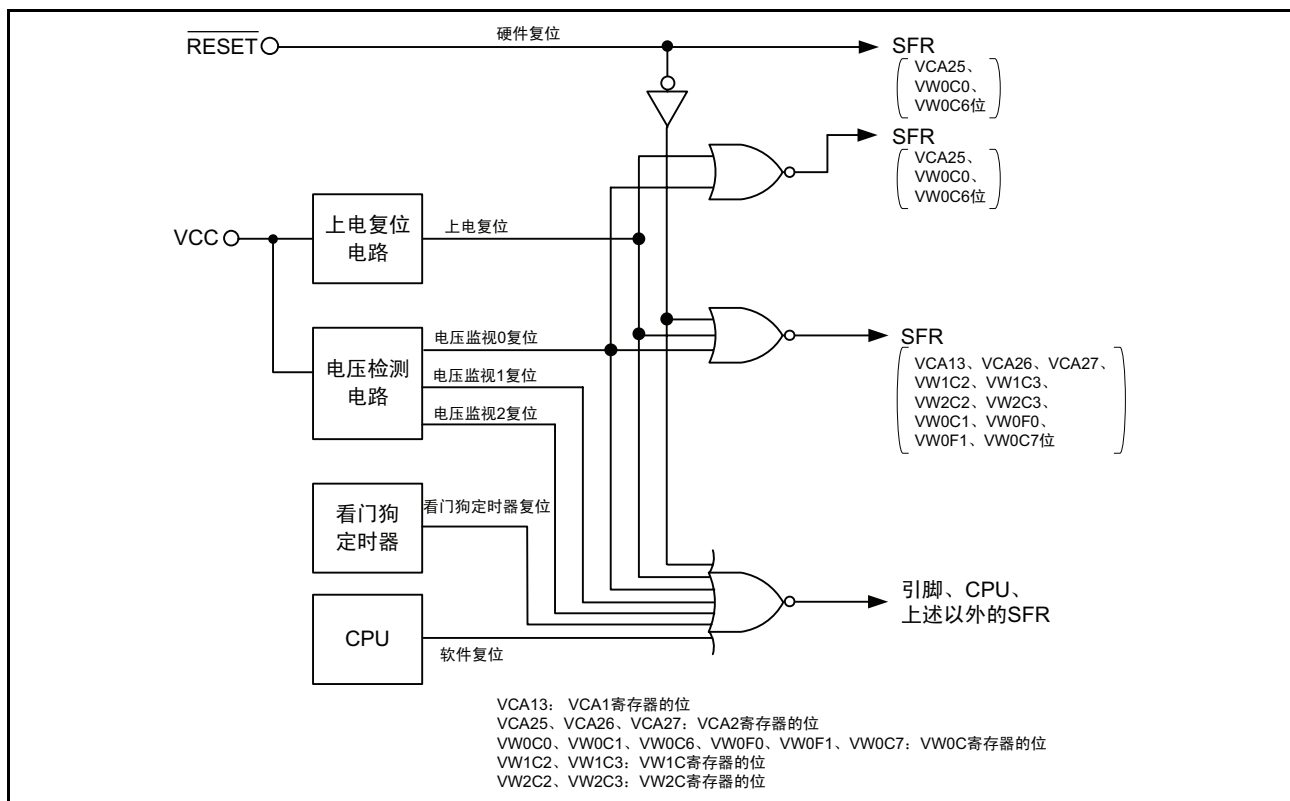 RESET
硬件复位
SFR
VCA25、
VW0C0、
VW0C6位
SFR
VCA25、
VW0C0、
VW0C6位
VCC
上电复位
电路
上电复位
电压检测
电路
电压监视0复位
电压监视1复位
电压监视2复位
SFR
VCA13、VCA26、VCA27、
VW1C2、VW1C3、
VW2C2、VW2C3、
VW0C1、VW0F0、
VW0F1、VW0C7位
看门狗
定时器
看门狗定时器复位
CPU
软件复位
引脚、CPU、
上述以外的SFR
VCA13：VCA1寄存器的位
VCA25、VCA26、VCA27：VCA2寄存器的位
VW0C0、VW0C1、VW0C6、VW0F0、VW0F1、VW0C7：VW0C寄存器的位
VW1C2、VW1C3：VW1C寄存器的位
VW2C2、VW2C3：VW2C寄存器的位